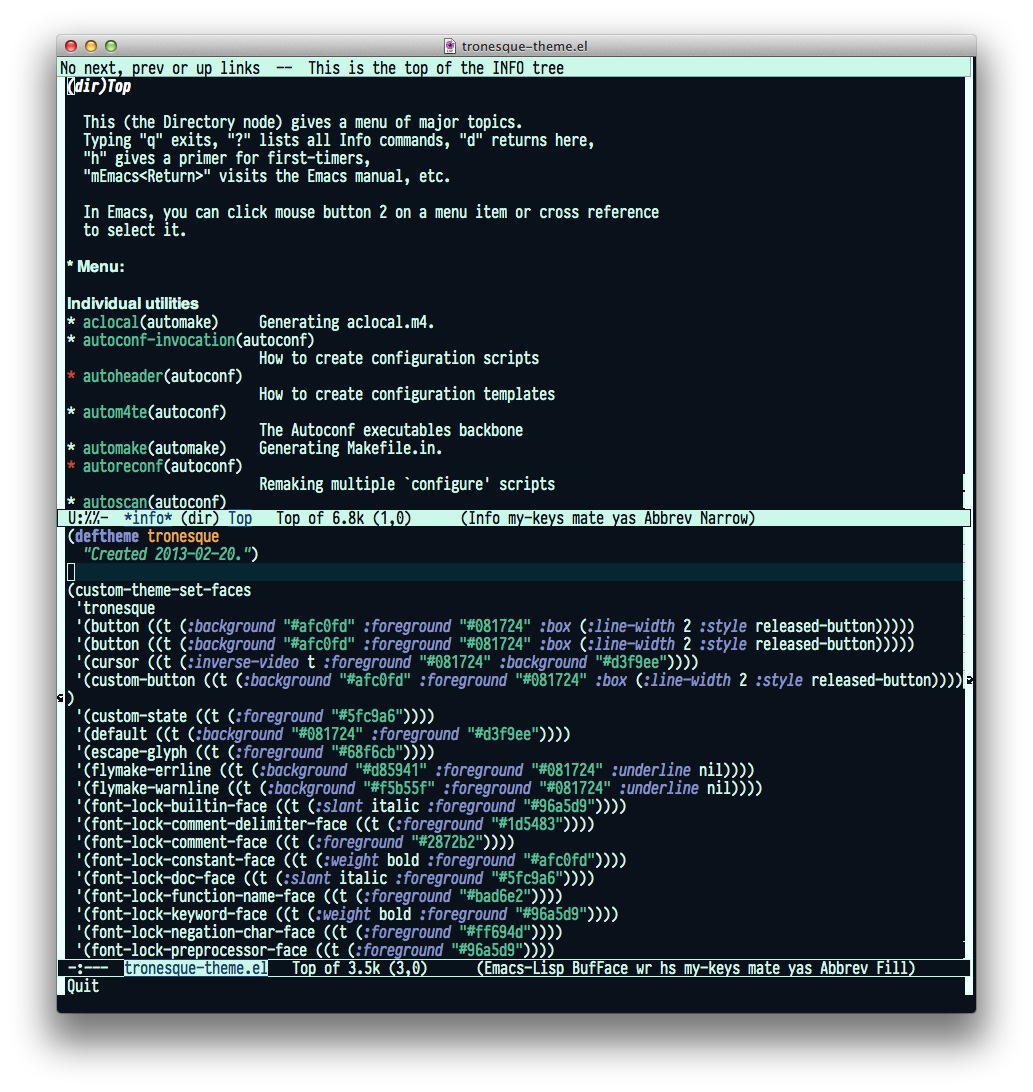 tronesque-theme.el
No next, prev or up links  --  This is the top of the INFO tree
(dir)Top
This (the Directory node) gives a menu of major topics.
Typing "q" exits, "?" lists all Info commands, "d" returns here,
"h" gives a primer for first-timers,
"mEmacs<Return>" visits the Emacs manual, etc.
In Emacs, you can click mouse button 2 on a menu item or cross reference
to select it.
* Menu:
Individual utilities
* aclocal(automake)     Generating aclocal.m4.
* autoconf-invocation(autoconf)
How to create configuration scripts
* autoheader(autoconf)
How to create configuration templates
* autom4te(autoconf)
The Autoconf executables backbone
* automake(automake)    Generating Makefile.in.
* autoreconf(autoconf)
Remaking multiple `configure' scripts
* autoscan(autoconf)
U:%%-  *info* (dir) Top   Top of 6.8k (1,0)      (Info my-keys mate yas Abbrev Narrow)
(deftheme tronesque
"Created 2013-02-20.")
(custom-theme-set-faces
'tronesque
'(button ((t (:background "#afc0fd" :foreground "#081724" :box (:line-width 2 :style released-button)))))
'(button ((t (:background "#afc0fd" :foreground "#081724" :box (:line-width 2 :style released-button)))))
'(cursor ((t (:inverse-video t :foreground "#081724" :background "#d3f9ee"))))
'(custom-button ((t (:background "#afc0fd" :foreground "#081724" :box (:line-width 2 :style released-button))))
)
'(custom-state ((t (:foreground "#5fc9a6"))))
'(default ((t (:background "#081724" :foreground "#d3f9ee"))))
'(escape-glyph ((t (:foreground "#68f6cb"))))
'(flymake-errline ((t (:background "#d85941" :foreground "#081724" :underline nil))))
'(flymake-warnline ((t (:background "#f5b55f" :foreground "#081724" :underline nil))))
'(font-lock-builtin-face ((t (:slant italic :foreground "#96a5d9"))))
'(font-lock-comment-delimiter-face ((t (:foreground "#1d5483"))))
'(font-lock-comment-face ((t (:foreground "#2872b2"))))
'(font-lock-constant-face ((t (:weight bold :foreground "#afc0fd"))))
'(font-lock-doc-face ((t (:slant italic :foreground "#5fc9a6"))))
'(font-lock-function-name-face ((t (:foreground "#bad6e2"))))
'(font-lock-keyword-face ((t (:weight bold :foreground "#96a5d9"))))
'(font-lock-negation-char-face ((t (:foreground "#ff694d"))))
'(font-lock-preprocessor-face ((t (:foreground "#96a5d9"))))
-:---  tronesque-theme.el   Top of 3.5k (3,0)      (Emacs-Lisp BufFace wr hs my-keys mate yas Abbrev Fill)
Quit